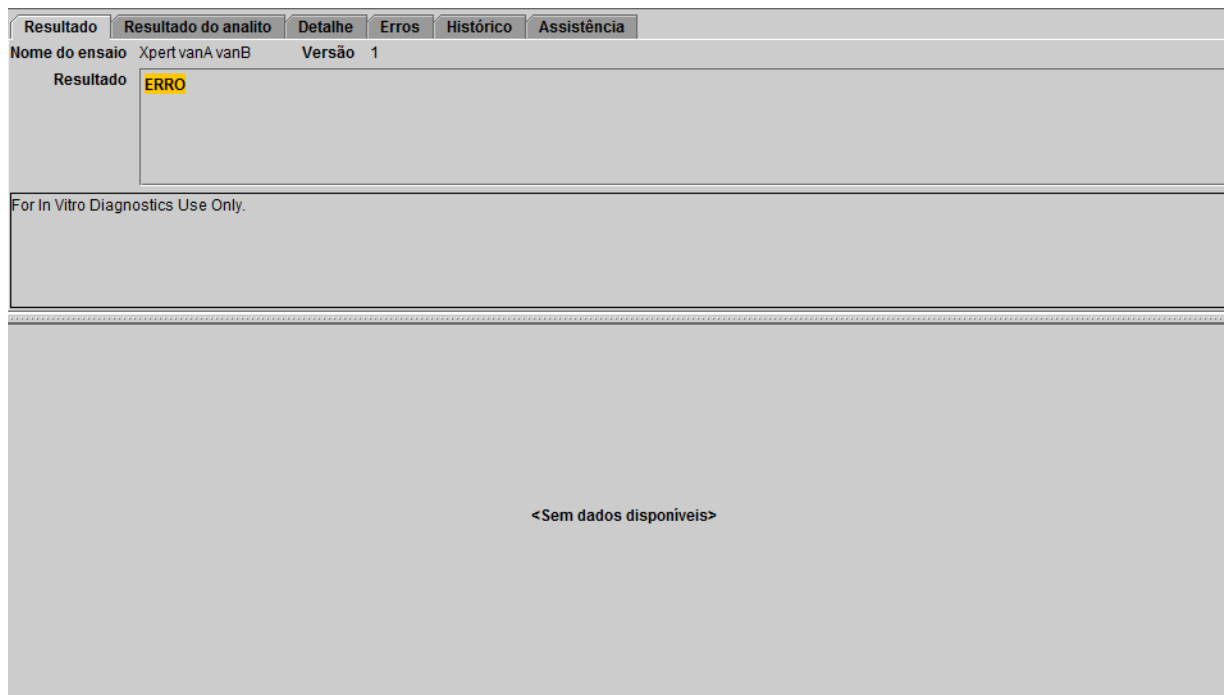 Resultado Resultado do analito Detalhe Erros Histórico Assistência
Nome do ensaio Xpert vanA vanB Versão 1
Resultado ERRO
For In Vitro Diagnostics Use Only.
<Sem dados disponíveis>